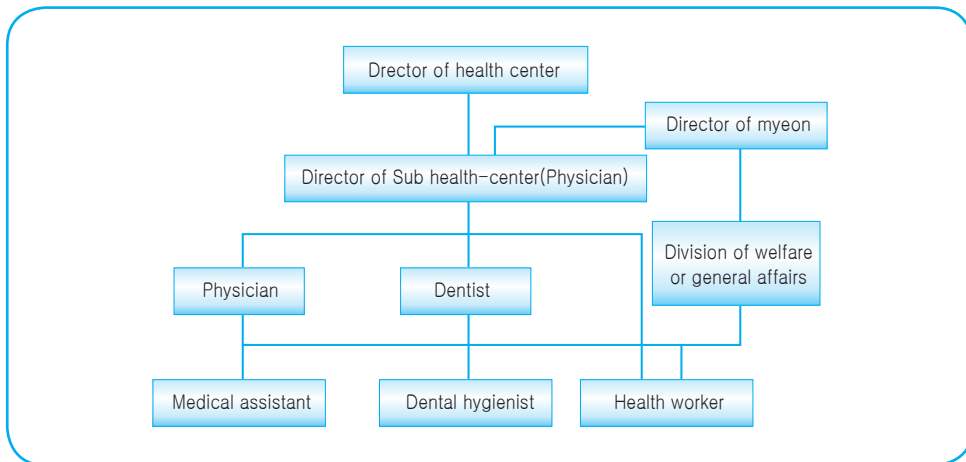 Drector of health center
Director of myeon
Director of Sub health-center(Physician)
Division of welfare
or general affairs
Physician
Dentist
Medical assistant
Dental hygienist
Health worker